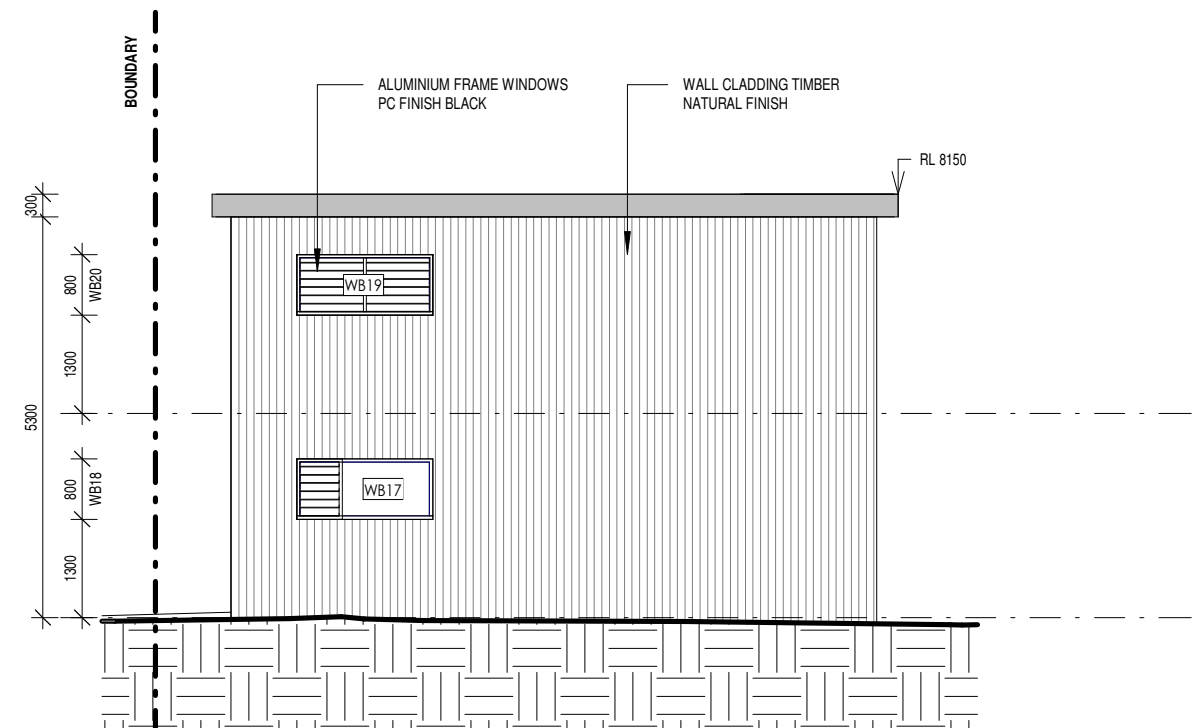 BOUNDARY
ALUMINIUM FRAME WINDOWS
PC FINISH BLACK
WALL CLADDING TIMBER
NATURAL FINISH
RL 8150
300
800
WB20
WB19
1300
5300
800
WB18
WB17
1300